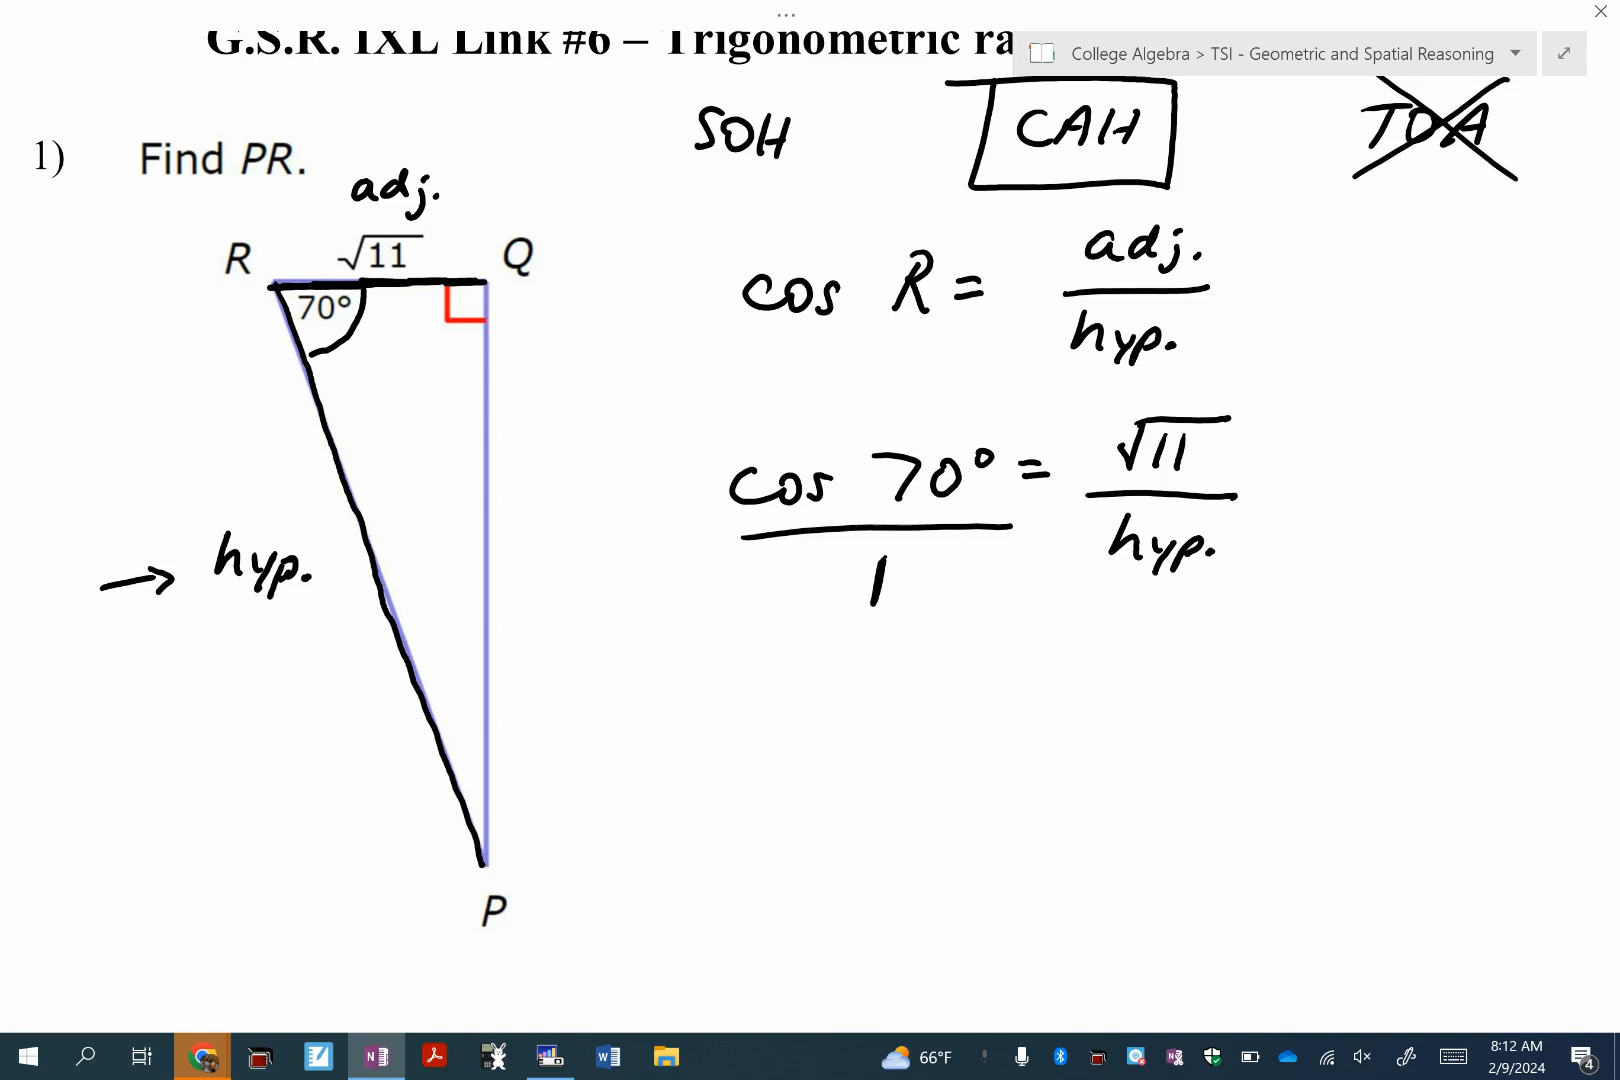 G.S.R. IXL Link #6 – Trigonometric ra
College Algebra > TSI - Geometric and Spatial Reasoning
SOH CAH TOA
1) Find PR.
adj.
R √11 Q
70°
hyp.
P
cos R = adj. / hyp.
cos 70° / 1 = √11 / hyp.
66°F
8:12 AM
2/9/2024
4